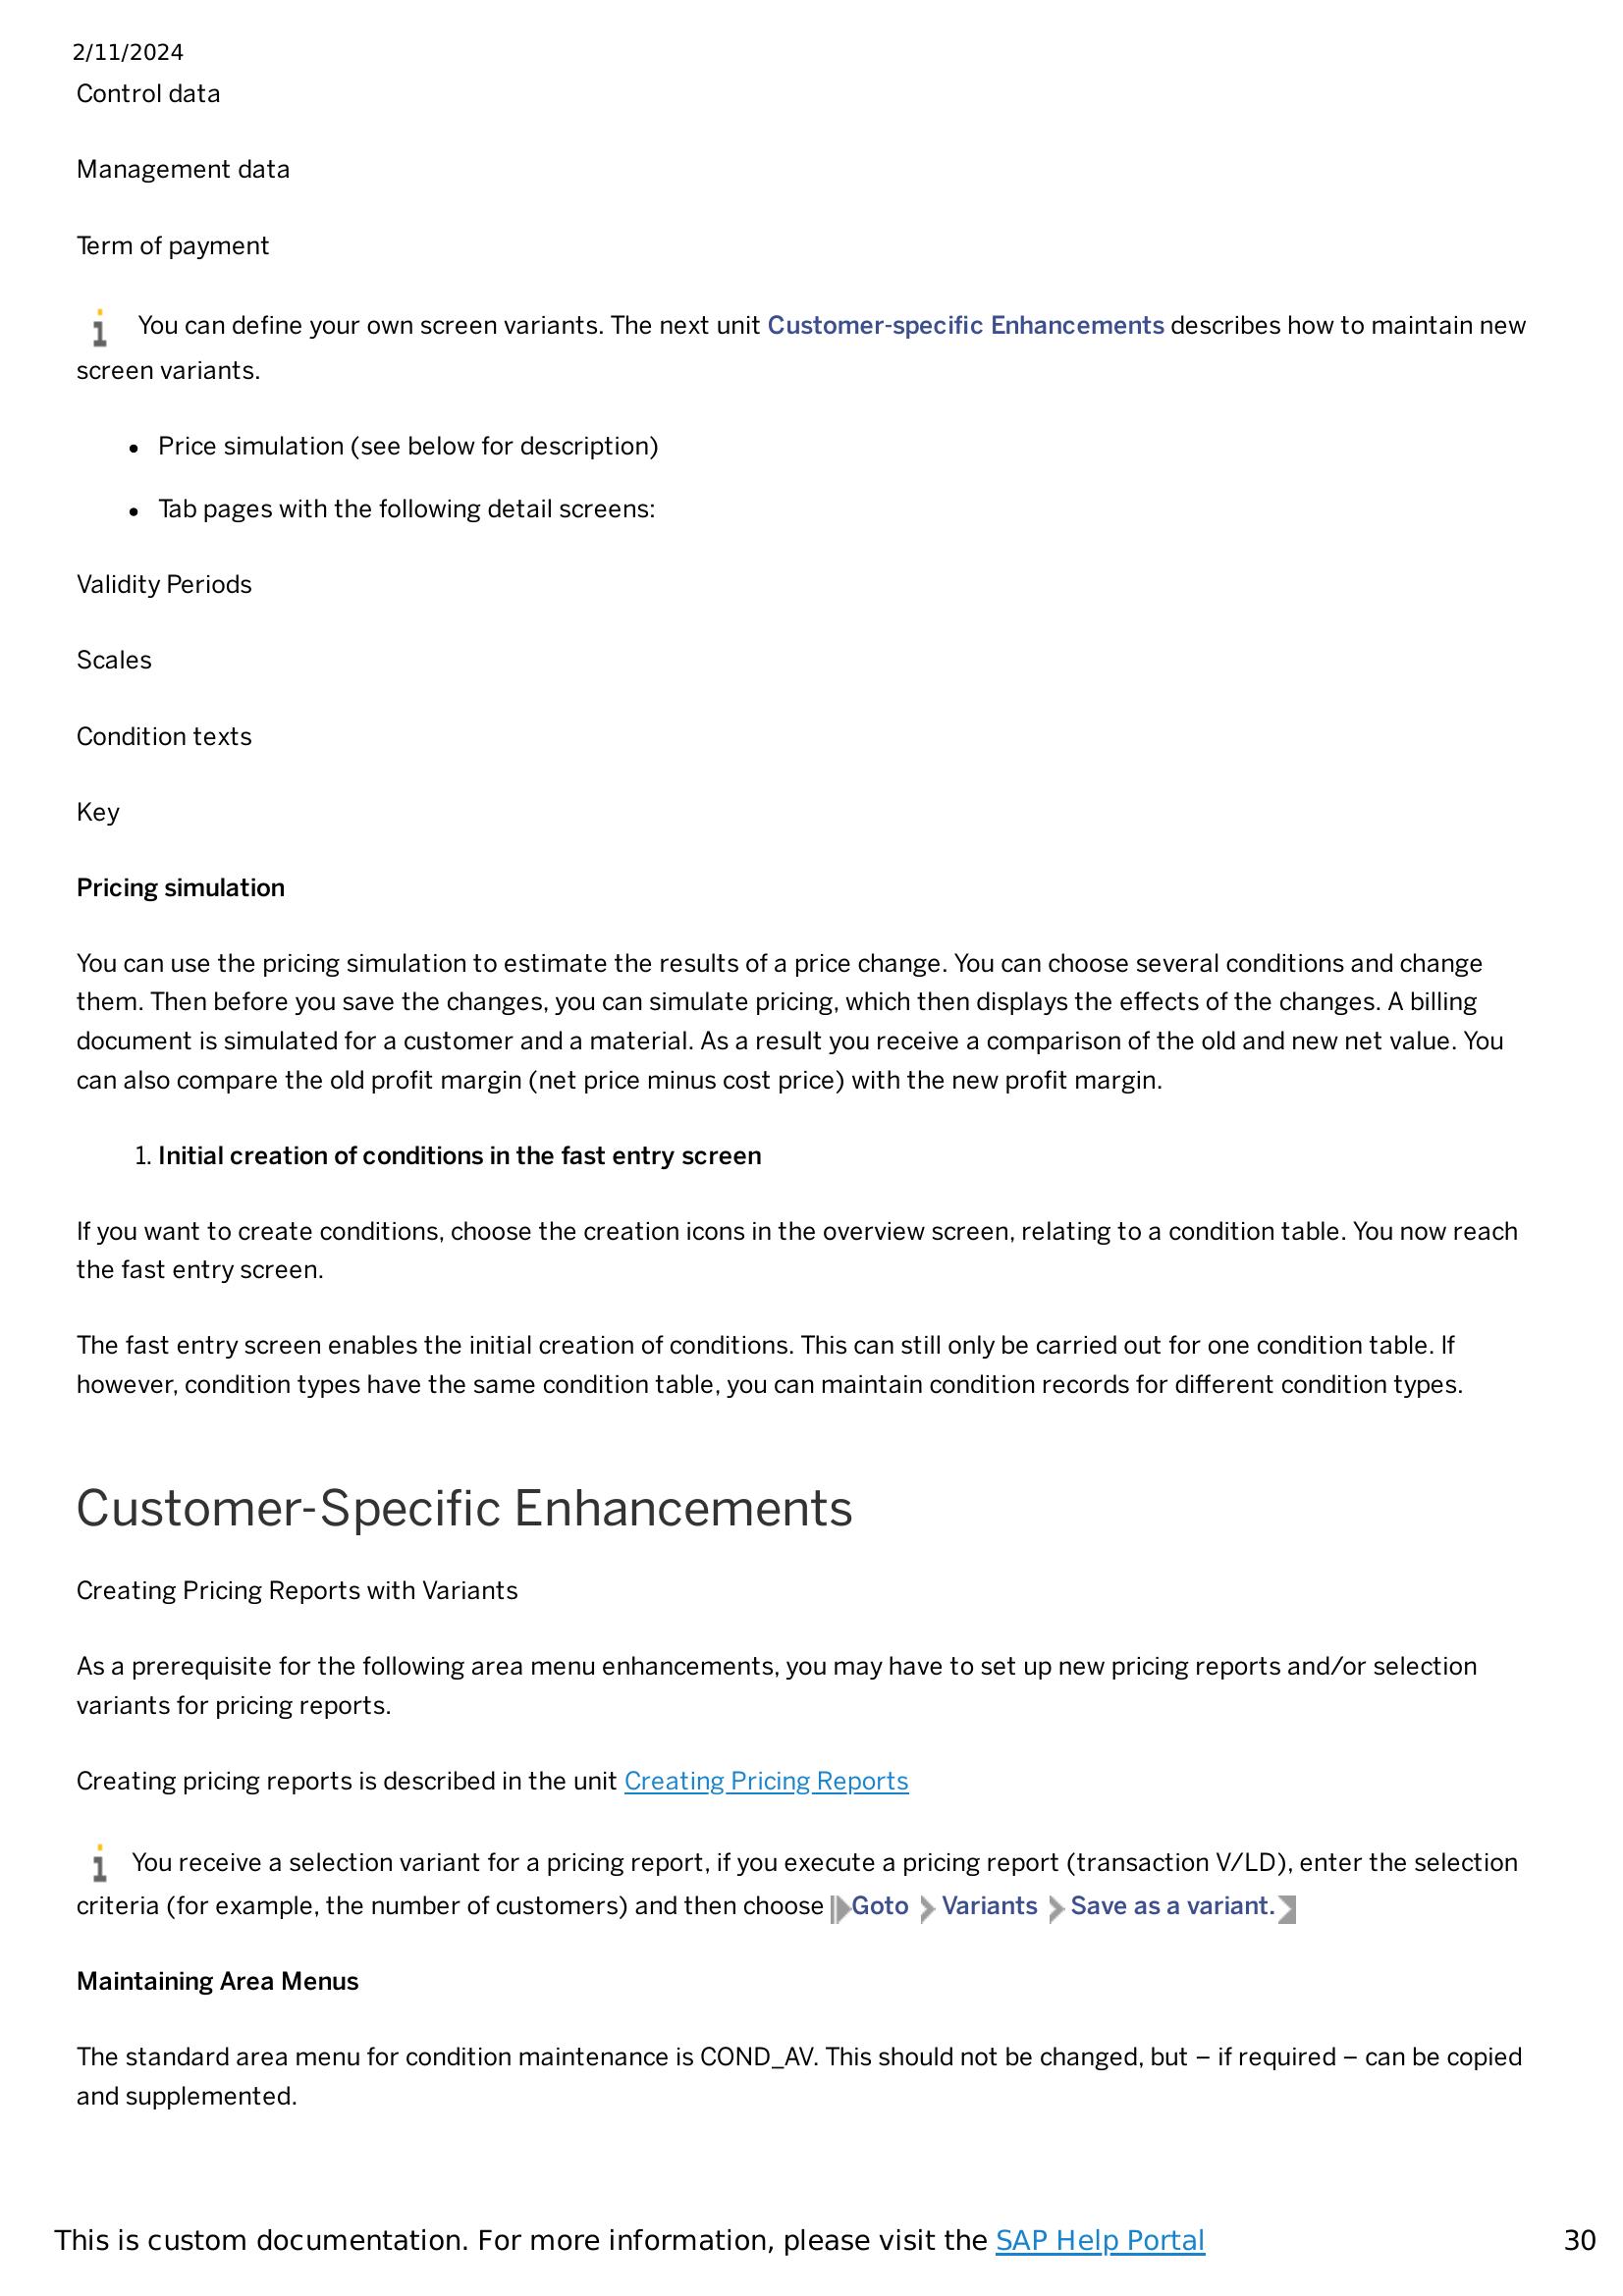 2/11/2024
Control data
Management data
Term of payment
You can define your own screen variants. The next unit Customer-specific Enhancements describes how to maintain new
screen variants.
• Price simulation (see below for description)
• Tab pages with the following detail screens:
Validity Periods
Scales
Condition texts
Key
Pricing simulation
You can use the pricing simulation to estimate the results of a price change. You can choose several conditions and change
them. Then before you save the changes, you can simulate pricing, which then displays the effects of the changes. A billing
document is simulated for a customer and a material. As a result you receive a comparison of the old and new net value. You
can also compare the old profit margin (net price minus cost price) with the new profit margin.
1. Initial creation of conditions in the fast entry screen
If you want to create conditions, choose the creation icons in the overview screen, relating to a condition table. You now reach
the fast entry screen.
The fast entry screen enables the initial creation of conditions. This can still only be carried out for one condition table. If
however, condition types have the same condition table, you can maintain condition records for different condition types.
Customer-Specific Enhancements
Creating Pricing Reports with Variants
As a prerequisite for the following area menu enhancements, you may have to set up new pricing reports and/or selection
variants for pricing reports.
Creating pricing reports is described in the unit Creating Pricing Reports
You receive a selection variant for a pricing report, if you execute a pricing report (transaction V/LD), enter the selection
criteria (for example, the number of customers) and then choose Goto Variants Save as a variant.
Maintaining Area Menus
The standard area menu for condition maintenance is COND_AV. This should not be changed, but – if required – can be copied
and supplemented.
This is custom documentation. For more information, please visit the SAP Help Portal 30